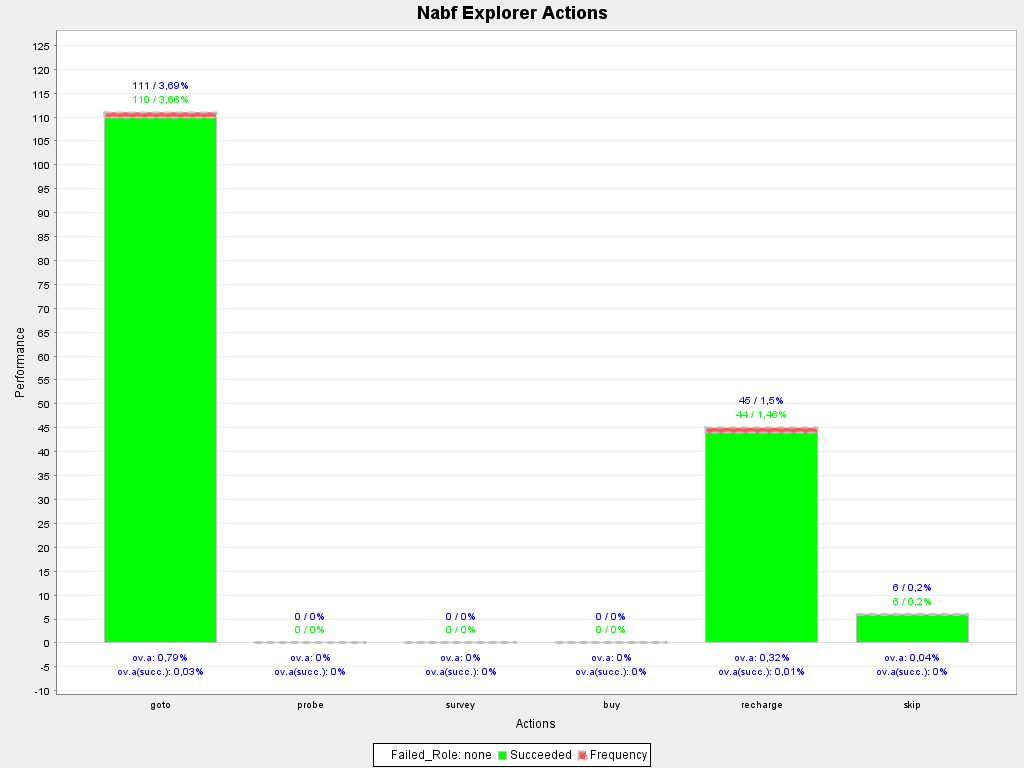 Nabf Explorer Actions
125
120
115
110
105
100
95
90
85
80
75
70
65
60
55
50
45
40
35
30
25
20
15
10
5
0
-5
-10
Performance
111 / 3,69%
110 / 3,66%
0 / 0%
0 / 0%
0 / 0%
0 / 0%
0 / 0%
0 / 0%
45 / 1,5%
44 / 1,46%
6 / 0,2%
6 / 0,2%
ov.a: 0,79%
ov.a(succ.): 0,03%
ov.a: 0%
ov.a(succ.): 0%
ov.a: 0%
ov.a(succ.): 0%
ov.a: 0%
ov.a(succ.): 0%
ov.a: 0,32%
ov.a(succ.): 0,01%
ov.a: 0,04%
ov.a(succ.): 0%
goto probe survey buy recharge skip
Actions
Failed_Role: none Succeeded Frequency